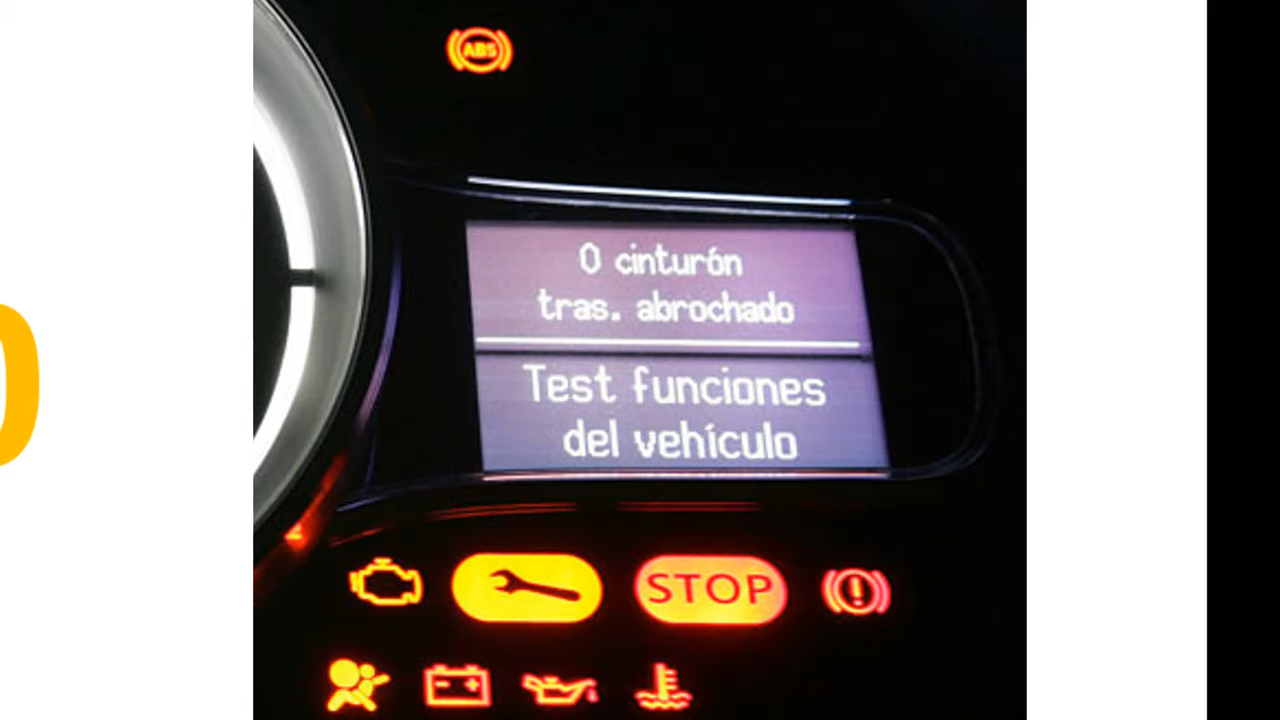 ABS
0 cinturón
tras. abrochado
Test funciones
del vehículo
STOP